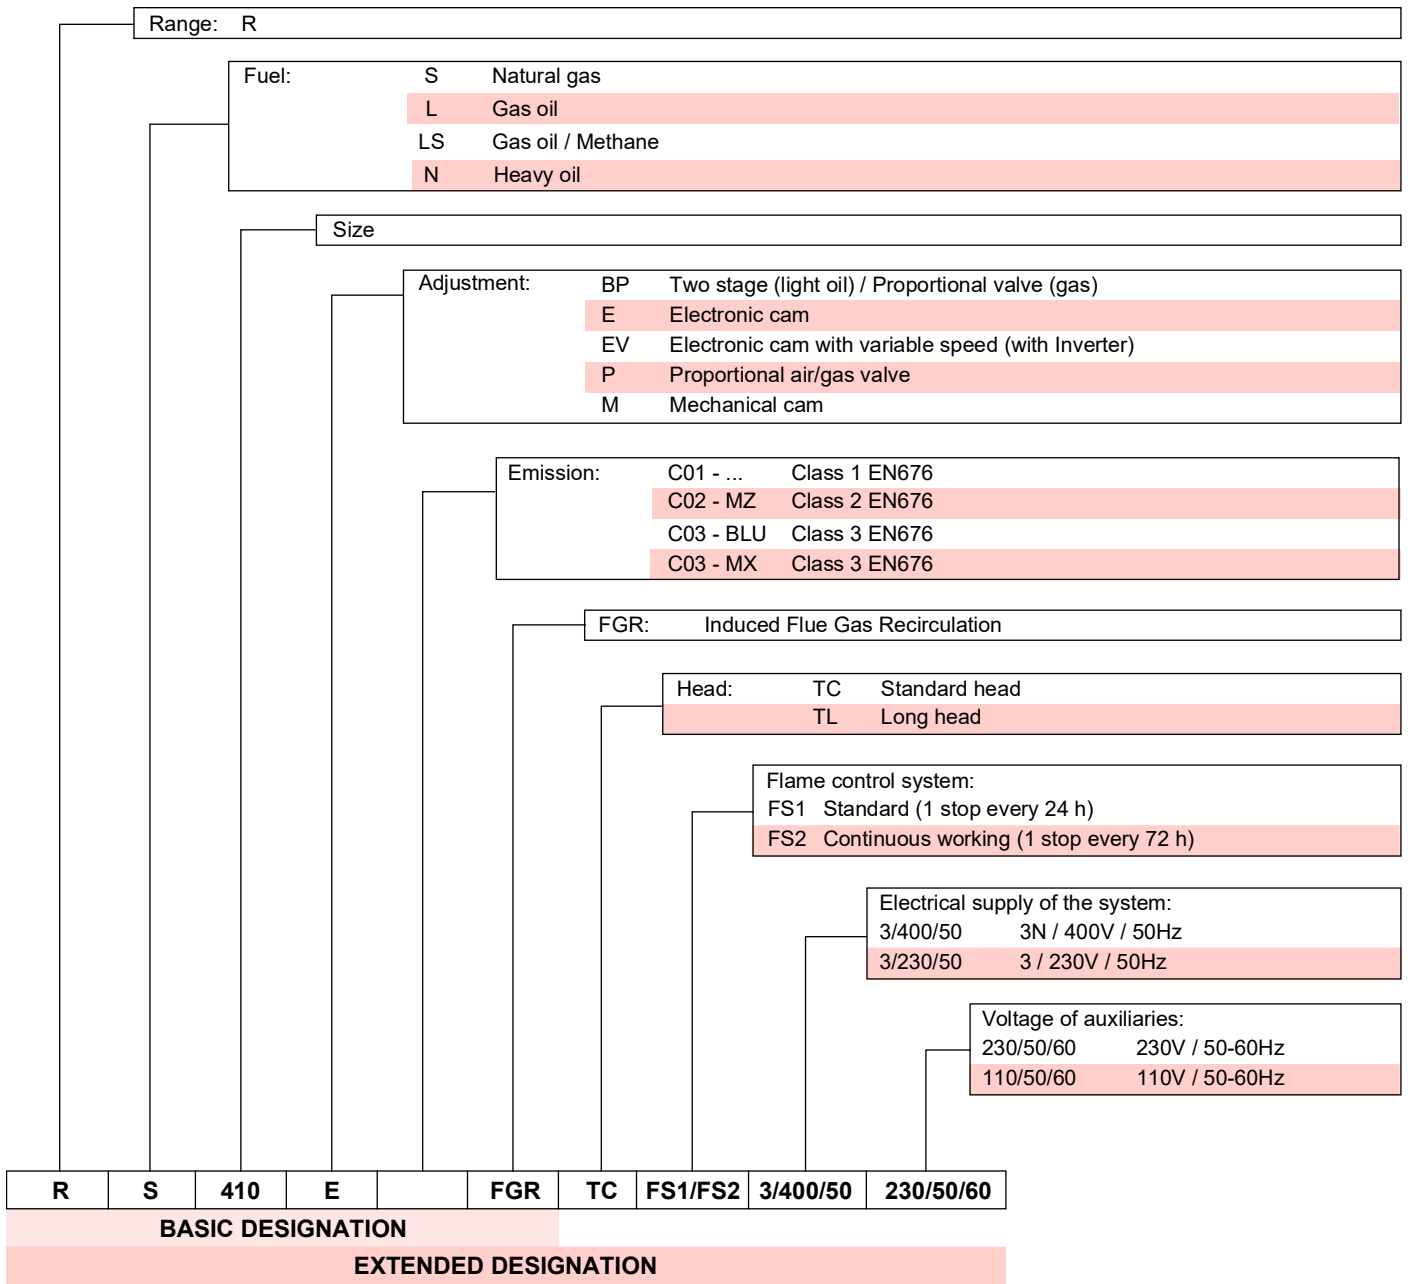 Range: R
Fuel: S Natural gas
L Gas oil
LS Gas oil / Methane
N Heavy oil
Size
Adjustment: BP Two stage (light oil) / Proportional valve (gas)
E Electronic cam
EV Electronic cam with variable speed (with Inverter)
P Proportional air/gas valve
M Mechanical cam
Emission: C01 - ... Class 1 EN676
C02 - MZ Class 2 EN676
C03 - BLU Class 3 EN676
C03 - MX Class 3 EN676
FGR: Induced Flue Gas Recirculation
Head: TC Standard head
TL Long head
Flame control system:
FS1 Standard (1 stop every 24 h)
FS2 Continuous working (1 stop every 72 h)
Electrical supply of the system:
3/400/50 3N / 400V / 50Hz
3/230/50 3 / 230V / 50Hz
Voltage of auxiliaries:
230/50/60 230V / 50-60Hz
110/50/60 110V / 50-60Hz
R S 410 E FGR TC FS1/FS2 3/400/50 230/50/60
BASIC DESIGNATION
EXTENDED DESIGNATION